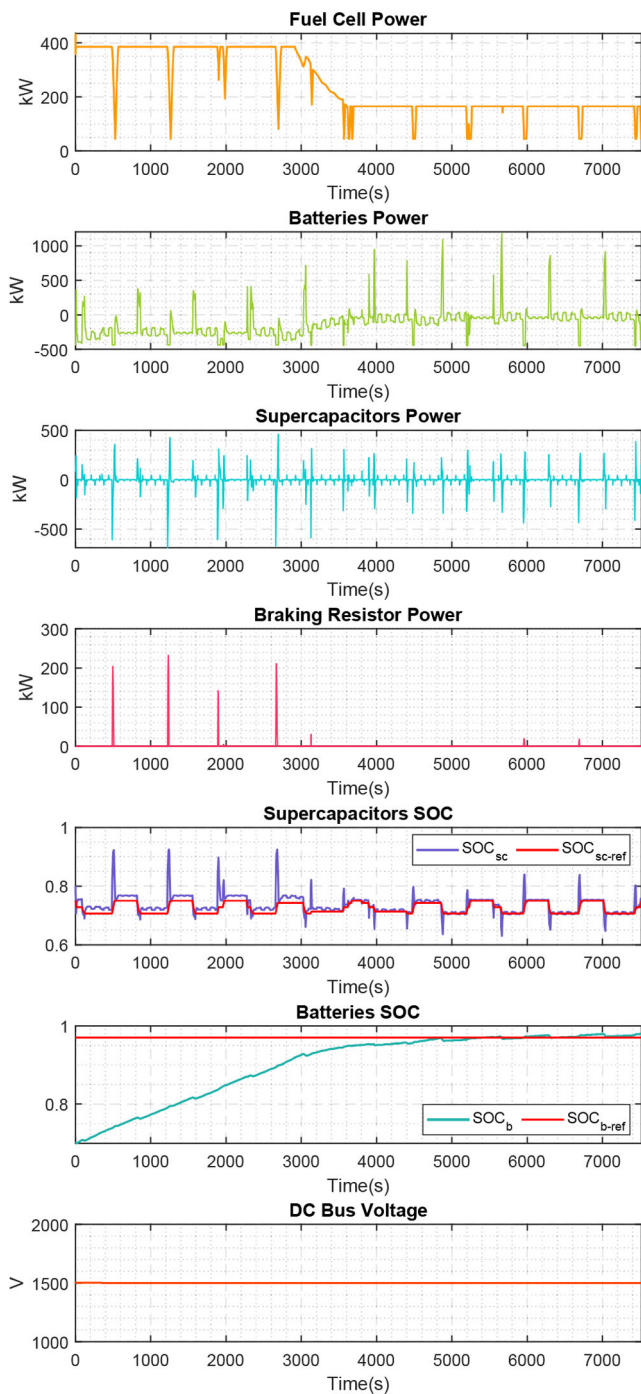 Fuel Cell Power
400
200
0
kW
0 1000 2000 3000 4000 5000 6000 7000
Time(s)
Batteries Power
1000
500
0
-500
kW
0 1000 2000 3000 4000 5000 6000 7000
Time(s)
Supercapacitors Power
500
0
-500
kW
0 1000 2000 3000 4000 5000 6000 7000
Time(s)
Braking Resistor Power
300
200
100
0
kW
0 1000 2000 3000 4000 5000 6000 7000
Time(s)
Supercapacitors SOC
1
0.8
0.6
SOCsc SOCsc-ref
0 1000 2000 3000 4000 5000 6000 7000
Time(s)
Batteries SOC
1
0.8
SOCb SOCb-ref
0 1000 2000 3000 4000 5000 6000 7000
Time(s)
DC Bus Voltage
2000
1500
1000
V
0 1000 2000 3000 4000 5000 6000 7000
Time(s)